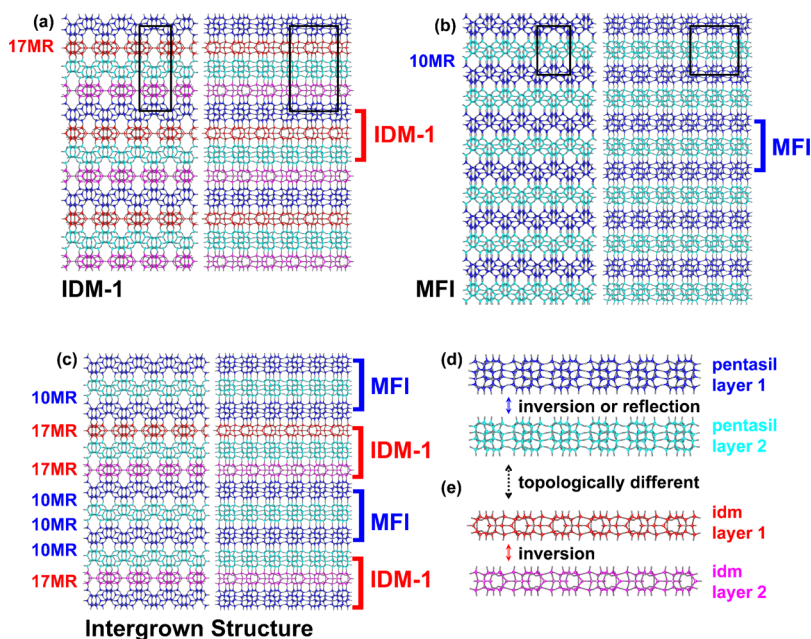 (a)
17MR
IDM-1
IDM-1
(b)
10MR
MFI
MFI
(c)
10MR
17MR
17MR
10MR
10MR
10MR
17MR
MFI
IDM-1
MFI
IDM-1
Intergrown Structure
(d)
pentasil
layer 1
inversion or reflection
pentasil
layer 2
topologically different
(e)
idm
layer 1
inversion
idm
layer 2